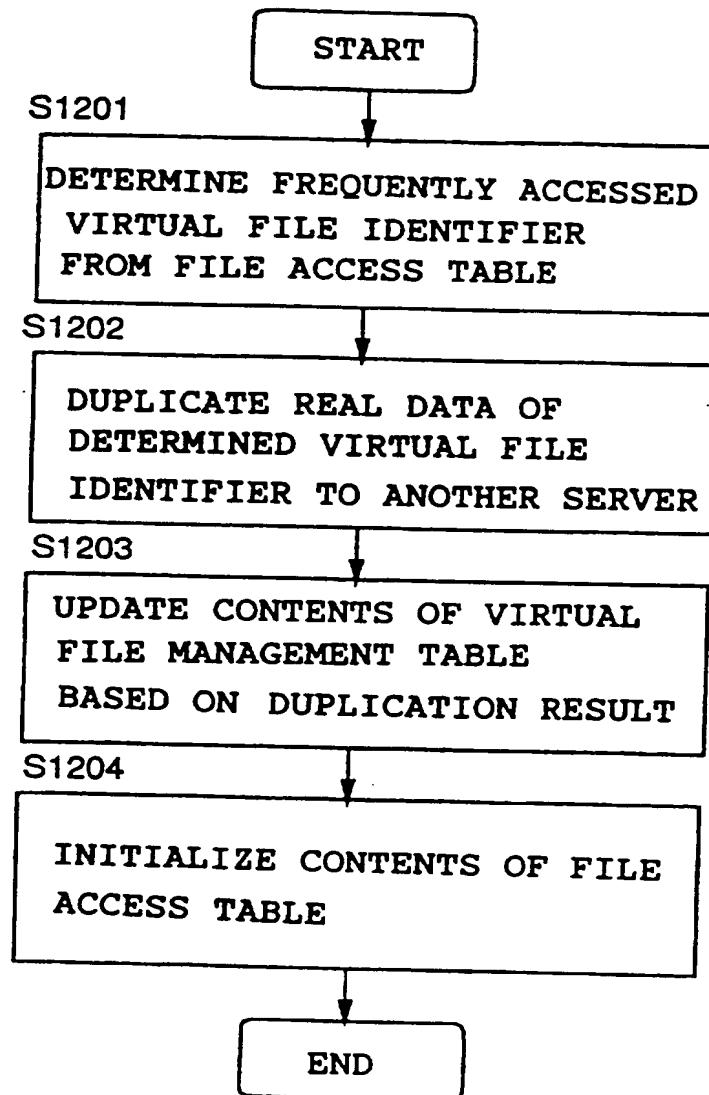 START
S1201
DETERMINE FREQUENTLY ACCESSED
VIRTUAL FILE IDENTIFIER
FROM FILE ACCESS TABLE
S1202
DUPLICATE REAL DATA OF
DETERMINED VIRTUAL FILE
IDENTIFIER TO ANOTHER SERVER
S1203
UPDATE CONTENTS OF VIRTUAL
FILE MANAGEMENT TABLE
BASED ON DUPLICATION RESULT
S1204
INITIALIZE CONTENTS OF FILE
ACCESS TABLE
END